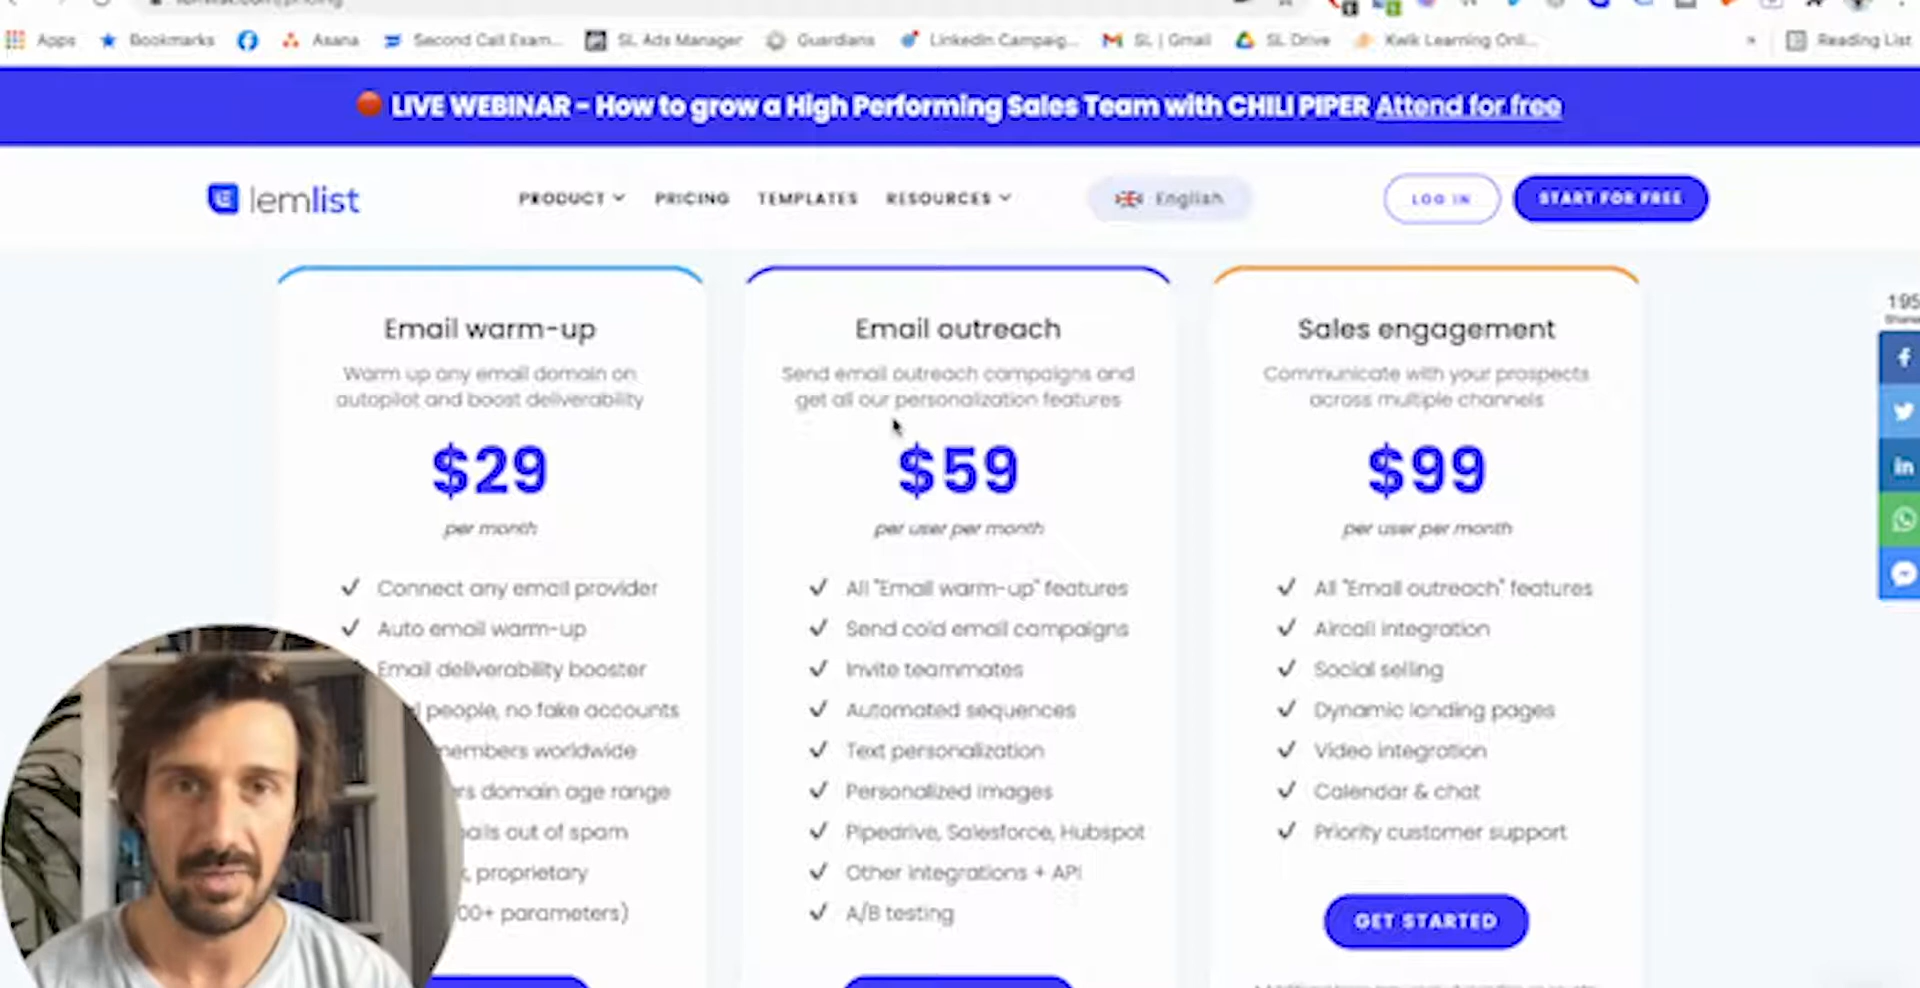 Apps
Bookmarks
Asana
Second Call Exam...
SL Ads Manager
Guardians
LinkedIn Campaig...
SL | Gmail
SL Drive
Kwik Learning Onli...
»
Reading List
LIVE WEBINAR - How to grow a High Performing Sales Team with CHILI PIPER Attend for free
lemlist
PRODUCT
PRICING
TEMPLATES
RESOURCES
English
LOG IN
START FOR FREE
195
Shares
Email warm-up
Warm up any email domain on
autopilot and boost deliverability
$29
per month
Connect any email provider
Auto email warm-up
Email deliverability booster
people, no fake accounts
members worldwide
domain age range
out of spam
proprietary
00+ parameters)
Email outreach
Send email outreach campaigns and
get all our personalization features
$59
per user per month
All "Email warm-up" features
Send cold email campaigns
Invite teammates
Automated sequences
Text personalization
Personalized images
Pipedrive, Salesforce, Hubspot
Other integrations + API
A/B testing
Sales engagement
Communicate with your prospects
across multiple channels
$99
per user per month
All "Email outreach" features
Aircall integration
Social selling
Dynamic landing pages
Video integration
Calendar & chat
Priority customer support
GET STARTED